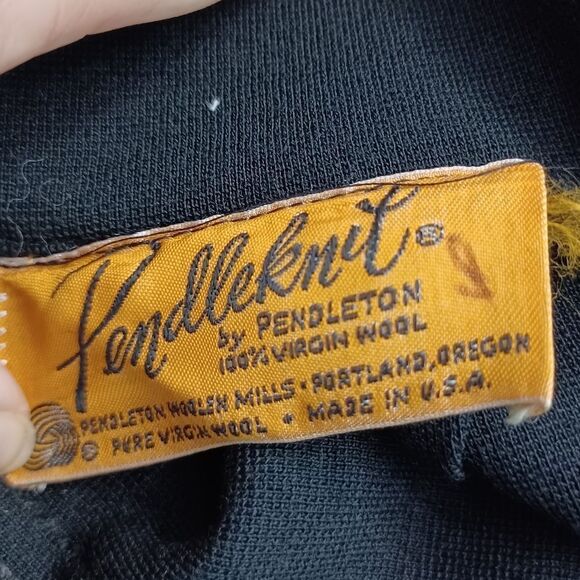 Pendleknit ®
by PENDLETON
100% VIRGIN WOOL
PENDLETON WOOLEN MILLS • PORTLAND, OREGON
® PURE VIRGIN WOOL • MADE IN U.S.A.